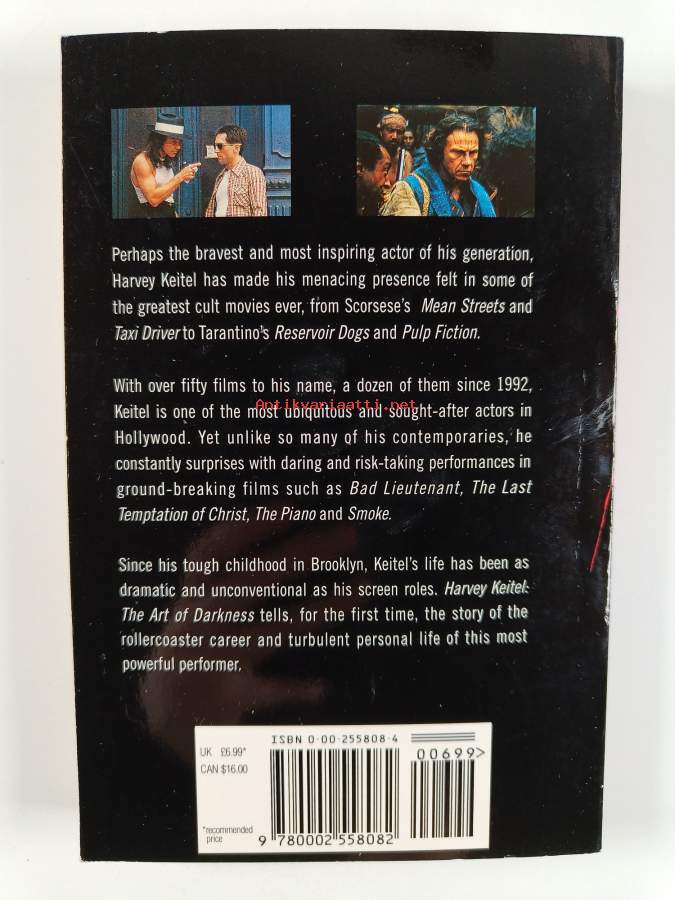 Perhaps the bravest and most inspiring actor of his generation,
Harvey Keitel has made his menacing presence felt in some of
the greatest cult movies ever, from Scorsese's Mean Streets and
Taxi Driver to Tarantino's Reservoir Dogs and Pulp Fiction.
With over fifty films to his name, a dozen of them since 1992,
Antikvariaatti.net
Keitel is one of the most ubiquitous and sought-after actors in
Hollywood. Yet unlike so many of his contemporaries, he
constantly surprises with daring and risk-taking performances in
ground-breaking films such as Bad Lieutenant, The Last
Temptation of Christ, The Piano and Smoke.
Since his tough childhood in Brooklyn, Keitel's life has been as
dramatic and unconventional as his screen roles. Harvey Keitel:
The Art of Darkness tells, for the first time, the story of the
rollercoaster career and turbulent personal life of this most
powerful performer.
ISBN 0-00-255808-4
UK £6.99*
CAN $16.00
00699>
*recommended
price
9 780002 558082